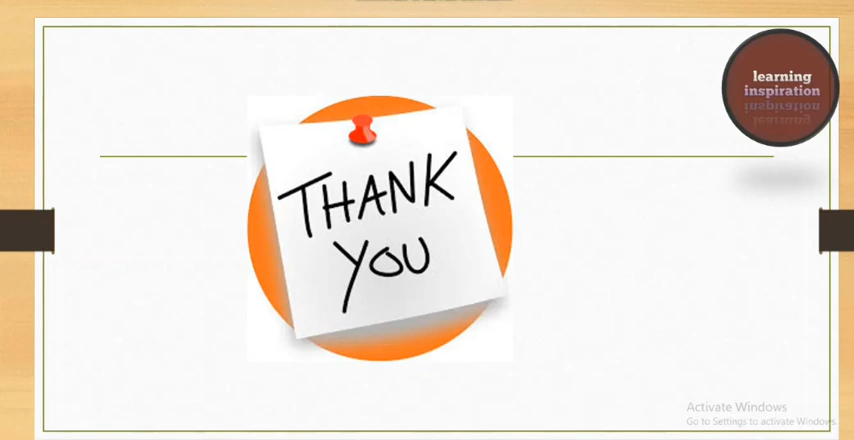 learning
inspiration
THANK
YOU
Activate Windows
Go to Settings to activate Windows.